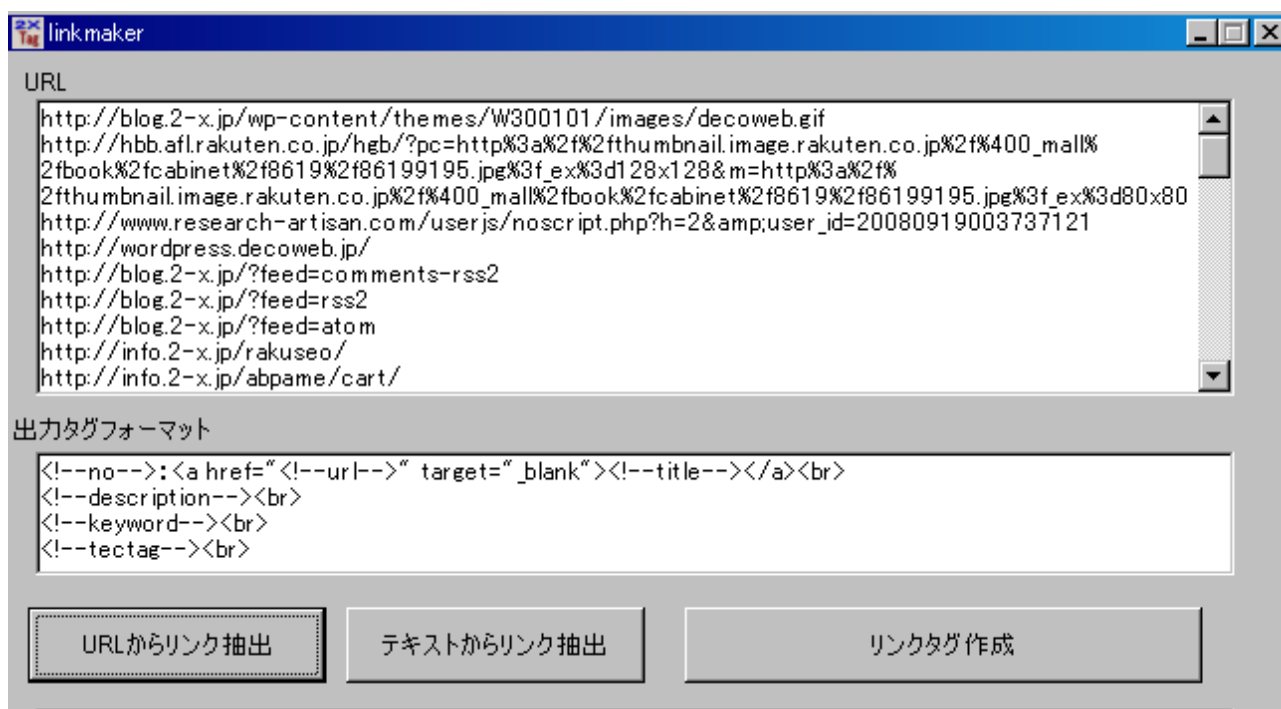 2X
Tag
linkmaker
URL
http://blog.2-x.jp/wp-content/themes/W300101/images/decoweb.gif
http://hbb.afl.rakuten.co.jp/hgb/?pc=http%3a%2f%2fthumbnail.image.rakuten.co.jp%2f%400_mall%
2fbook%2fcabinet%2f8619%2f86199195.jpg%3f_ex%3d128x128&m=http%3a%2f%
2fthumbnail.image.rakuten.co.jp%2f%400_mall%2fbook%2fcabinet%2f8619%2f86199195.jpg%3f_ex%3d80x80
http://www.research-artisan.com/userjs/noscript.php?h=2&amp;user_id=200809190037​37121
http://wordpress.decoweb.jp/
http://blog.2-x.jp/?feed=comments-rss2
http://blog.2-x.jp/?feed=rss2
http://blog.2-x.jp/?feed=atom
http://info.2-x.jp/rakuseo/
http://info.2-x.jp/abpame/cart/
出力タグフォーマット
<!--no-->:<a href="<!--url-->" target="_blank"><!--title--></a><br>
<!--description--><br>
<!--keyword--><br>
<!--tectag--><br>
URLからリンク抽出
テキストからリンク抽出
リンクタグ作成